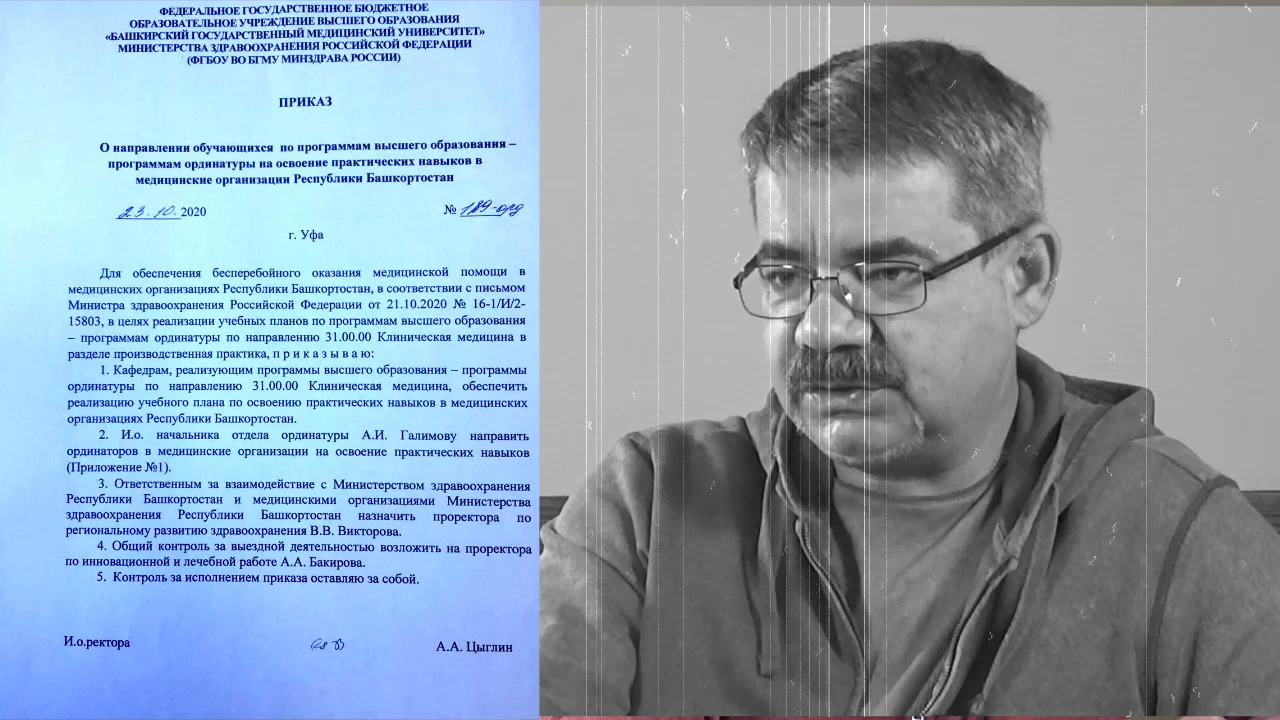 ФЕДЕРАЛЬНОЕ ГОСУДАРСТВЕННОЕ БЮДЖЕТНОЕ
ОБРАЗОВАТЕЛЬНОЕ УЧРЕЖДЕНИЕ ВЫСШЕГО ОБРАЗОВАНИЯ
«БАШКИРСКИЙ ГОСУДАРСТВЕННЫЙ МЕДИЦИНСКИЙ УНИВЕРСИТЕТ»
МИНИСТЕРСТВА ЗДРАВООХРАНЕНИЯ РОССИЙСКОЙ ФЕДЕРАЦИИ
(ФГБОУ ВО БГМУ МИНЗДРАВА РОССИИ)
ПРИКАЗ
О направлении обучающихся по программам высшего образования –
программам ординатуры на освоение практических навыков в
медицинские организации Республики Башкортостан
23.10.2020 № 189-орд
г. Уфа
Для обеспечения бесперебойного оказания медицинской помощи в
медицинских организациях Республики Башкортостан, в соответствии с письмом
Министра здравоохранения Российской Федерации от 21.10.2020 № 16-1/И/2-
15803, в целях реализации учебных планов по программам высшего образования
– программам ординатуры по направлению 31.00.00 Клиническая медицина в
разделе производственная практика, п р и к а з ы в а ю:
1. Кафедрам, реализующим программы высшего образования – программы
ординатуры по направлению 31.00.00 Клиническая медицина, обеспечить
реализацию учебного плана по освоению практических навыков в медицинских
организациях Республики Башкортостан.
2. И.о. начальника отдела ординатуры А.И. Галимову направить
ординаторов в медицинские организации на освоение практических навыков
(Приложение №1).
3. Ответственным за взаимодействие с Министерством здравоохранения
Республики Башкортостан и медицинскими организациями Министерства
здравоохранения Республики Башкортостан назначить проректора по
региональному развитию здравоохранения В.В. Викторова.
4. Общий контроль за выездной деятельностью возложить на проректора
по инновационной и лечебной работе А.А. Бакирова.
5. Контроль за исполнением приказа оставляю за собой.
И.о.ректора А.А. Цыглин